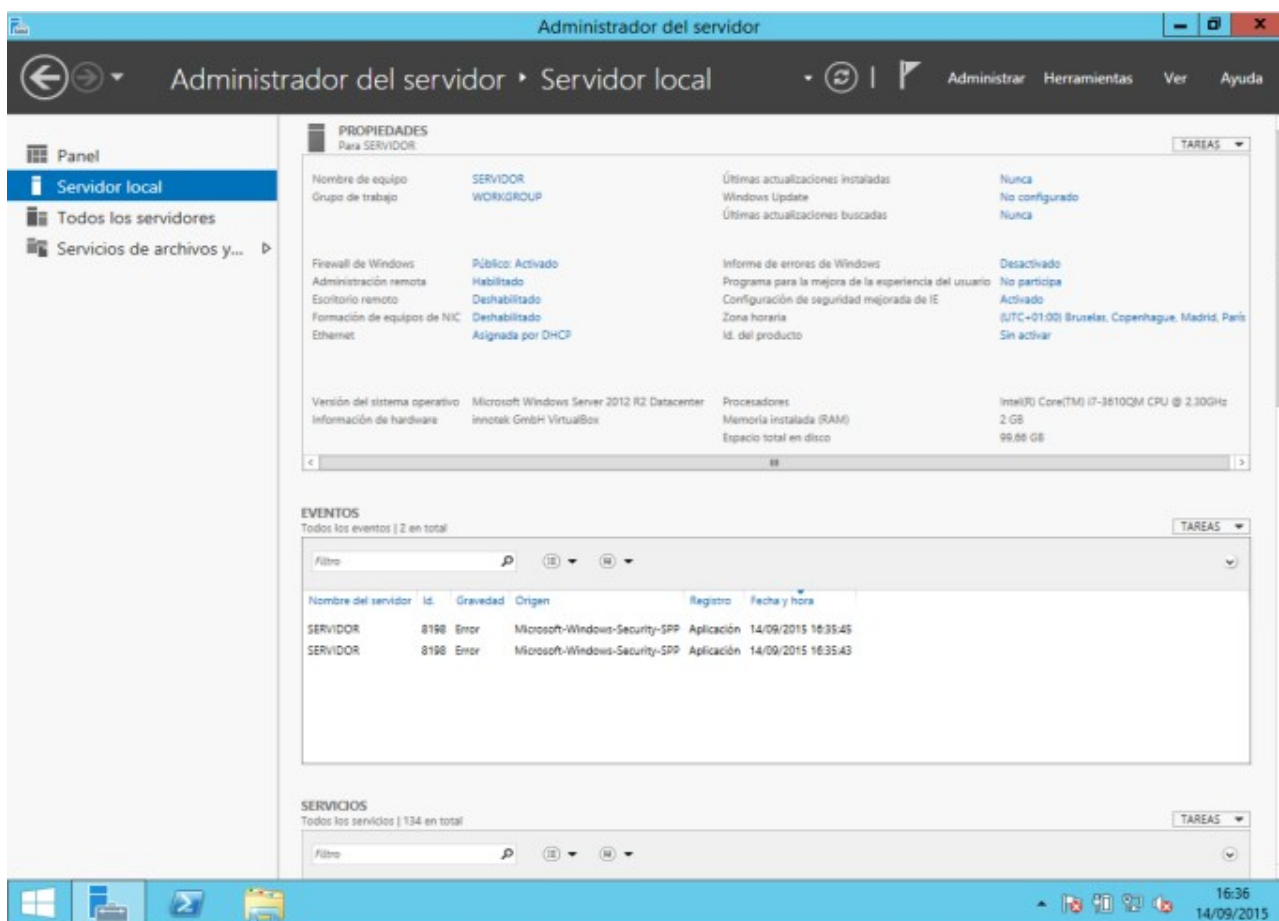 Administrador del servidor
Administrador del servidor ‣ Servidor local
Administrar Herramientas Ver Ayuda
Panel
Servidor local
Todos los servidores
Servicios de archivos y...
PROPIEDADES
Para SERVIDOR
TAREAS
Nombre de equipo SERVIDOR Últimas actualizaciones instaladas Nunca
Grupo de trabajo WORKGROUP Windows Update No configurado
Últimas actualizaciones buscadas Nunca
Firewall de Windows Público: Activado Informe de errores de Windows Desactivado
Administración remota Habilitado Programa para la mejora de la experiencia del usuario No participa
Escritorio remoto Deshabilitado Configuración de seguridad mejorada de IE Activado
Formación de equipos de NIC Deshabilitado Zona horaria (UTC+01:00) Bruselas, Copenhague, Madrid, París
Ethernet Asignada por DHCP Id. del producto Sin activar
Versión del sistema operativo Microsoft Windows Server 2012 R2 Datacenter Procesadores Intel(R) Core(TM) i7-3610QM CPU @ 2.30GHz
Información de hardware innotek GmbH VirtualBox Memoria instalada (RAM) 2 GB
Espacio total en disco 99.66 GB
EVENTOS
Todos los eventos | 2 en total
TAREAS
Filtro
Nombre del servidor Id. Gravedad Origen Registro Fecha y hora
SERVIDOR 8198 Error Microsoft-Windows-Security-SPP Aplicación 14/09/2015 16:35:45
SERVIDOR 8198 Error Microsoft-Windows-Security-SPP Aplicación 14/09/2015 16:35:43
SERVICIOS
Todos los servicios | 134 en total
TAREAS
Filtro
16:36
14/09/2015